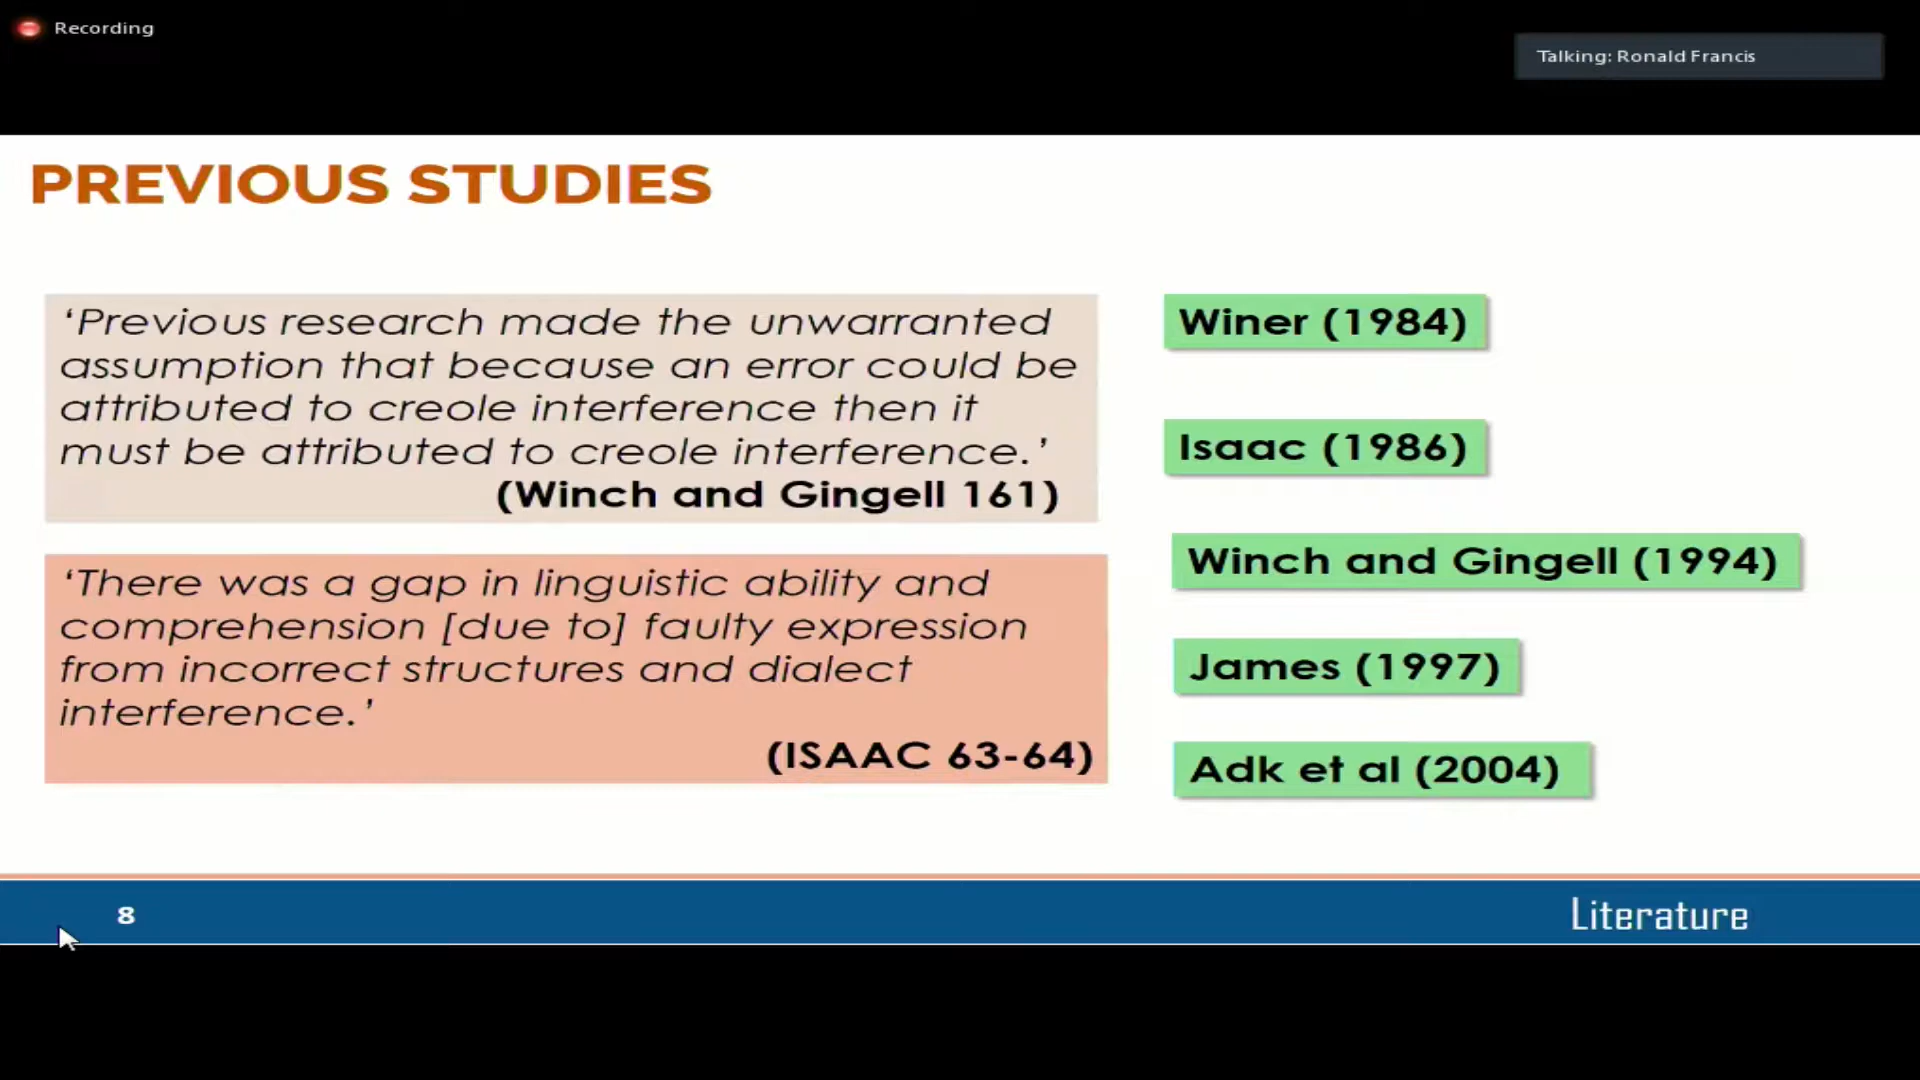 Recording
Talking: Ronald Francis
PREVIOUS STUDIES
‘Previous research made the unwarranted
assumption that because an error could be
attributed to creole interference then it
must be attributed to creole interference.’
(Winch and Gingell 161)
‘There was a gap in linguistic ability and
comprehension [due to] faulty expression
from incorrect structures and dialect
interference.’
(ISAAC 63-64)
Winer (1984)
Isaac (1986)
Winch and Gingell (1994)
James (1997)
Adk et al (2004)
8
Literature